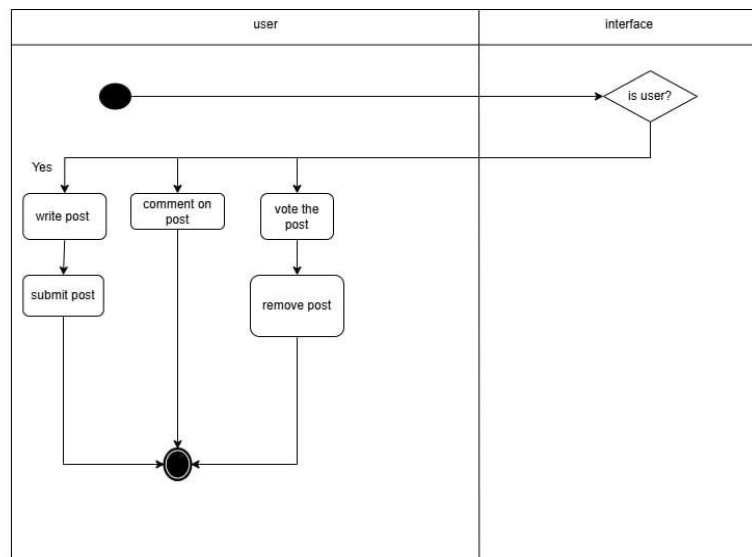 user
interface
is user?
Yes
write post
comment on
post
vote the
post
submit post
remove post